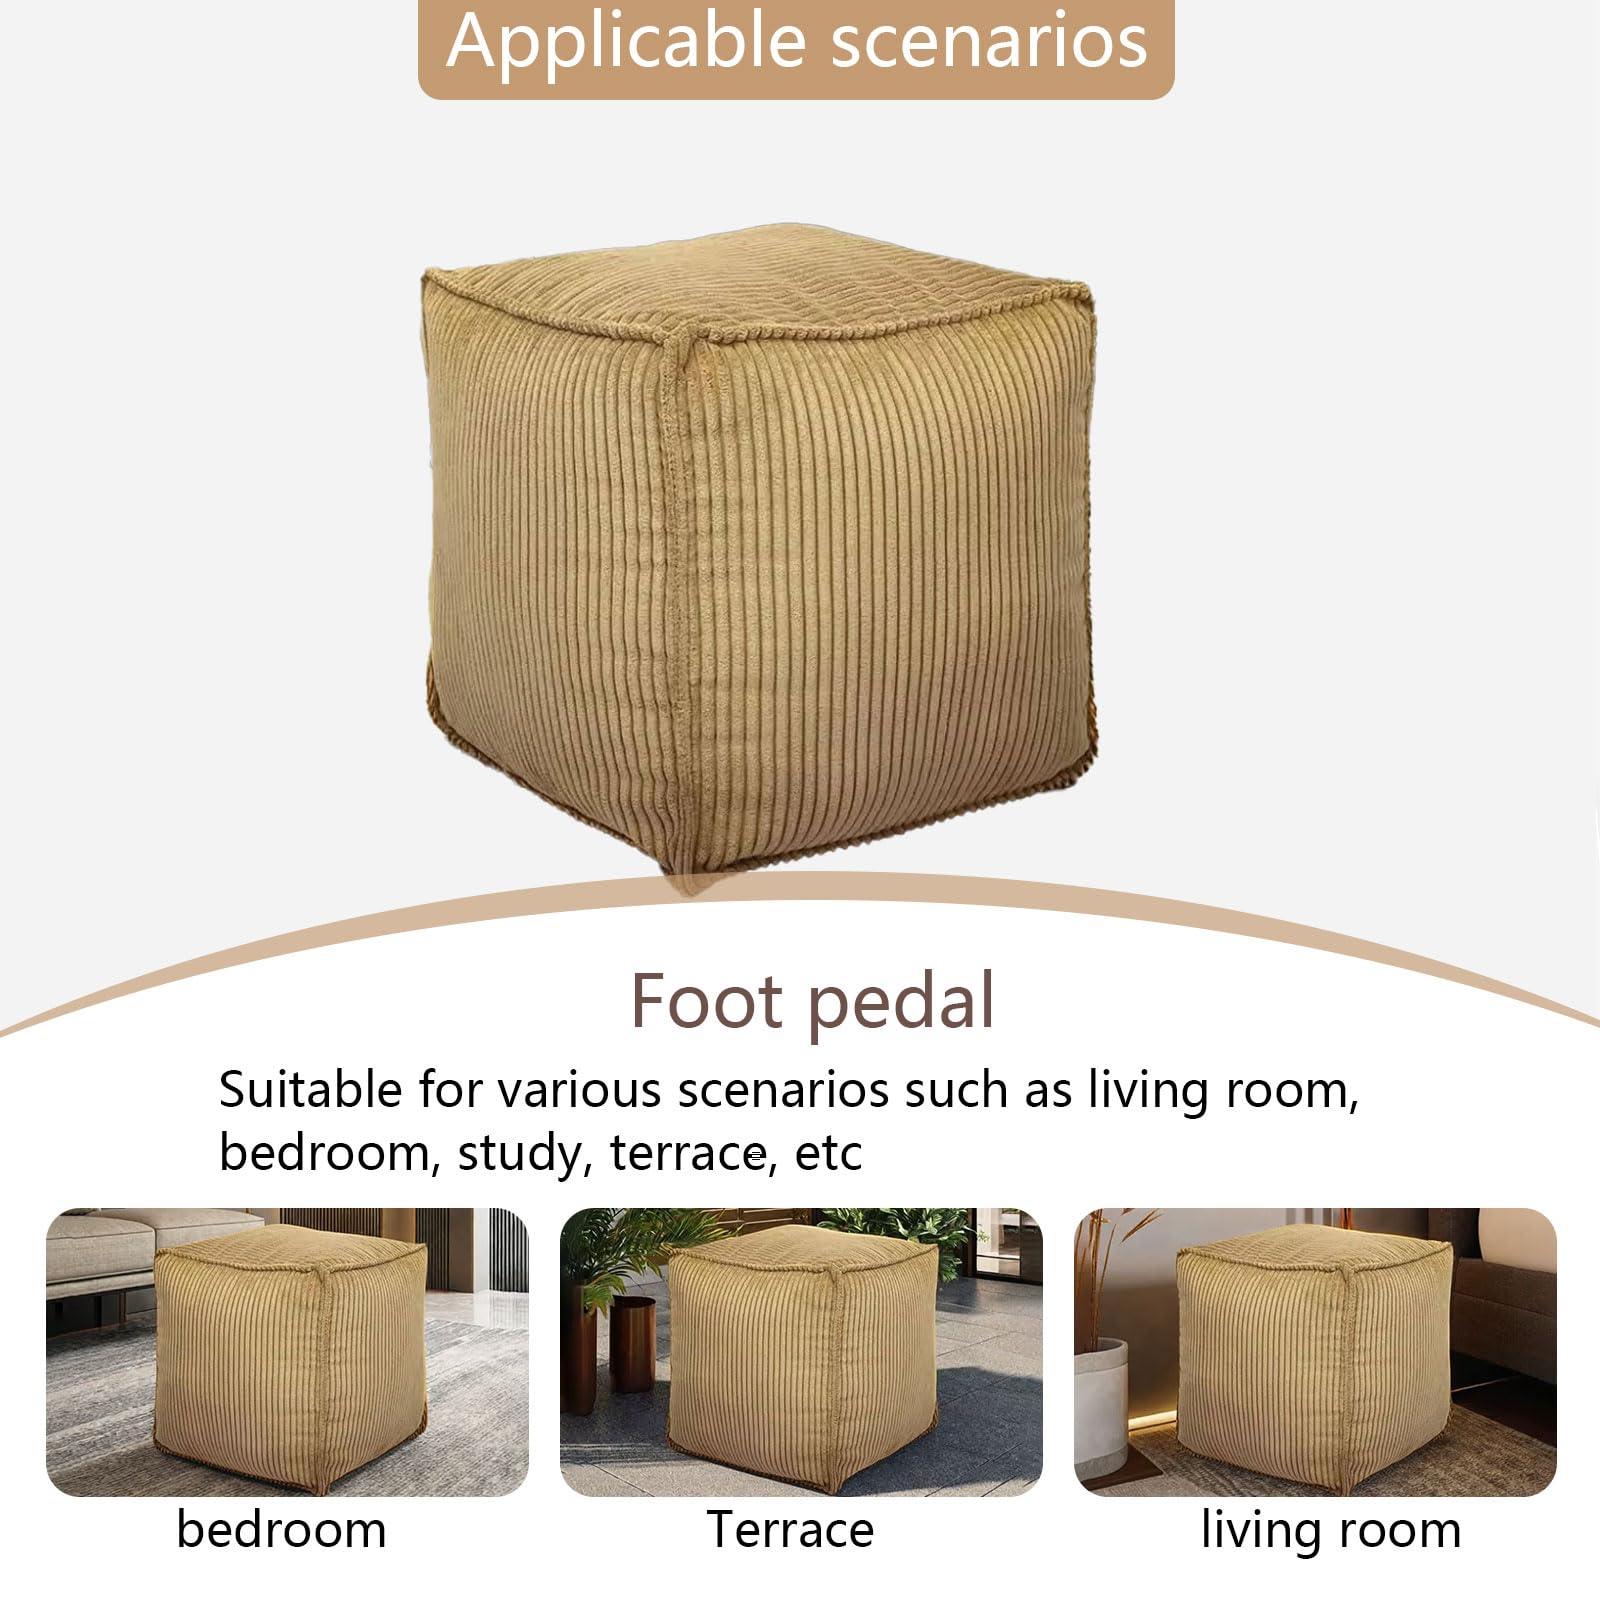 Applicable scenarios
Foot pedal
Suitable for various scenarios such as living room,
bedroom, study, terrace, etc
bedroom
Terrace
living room